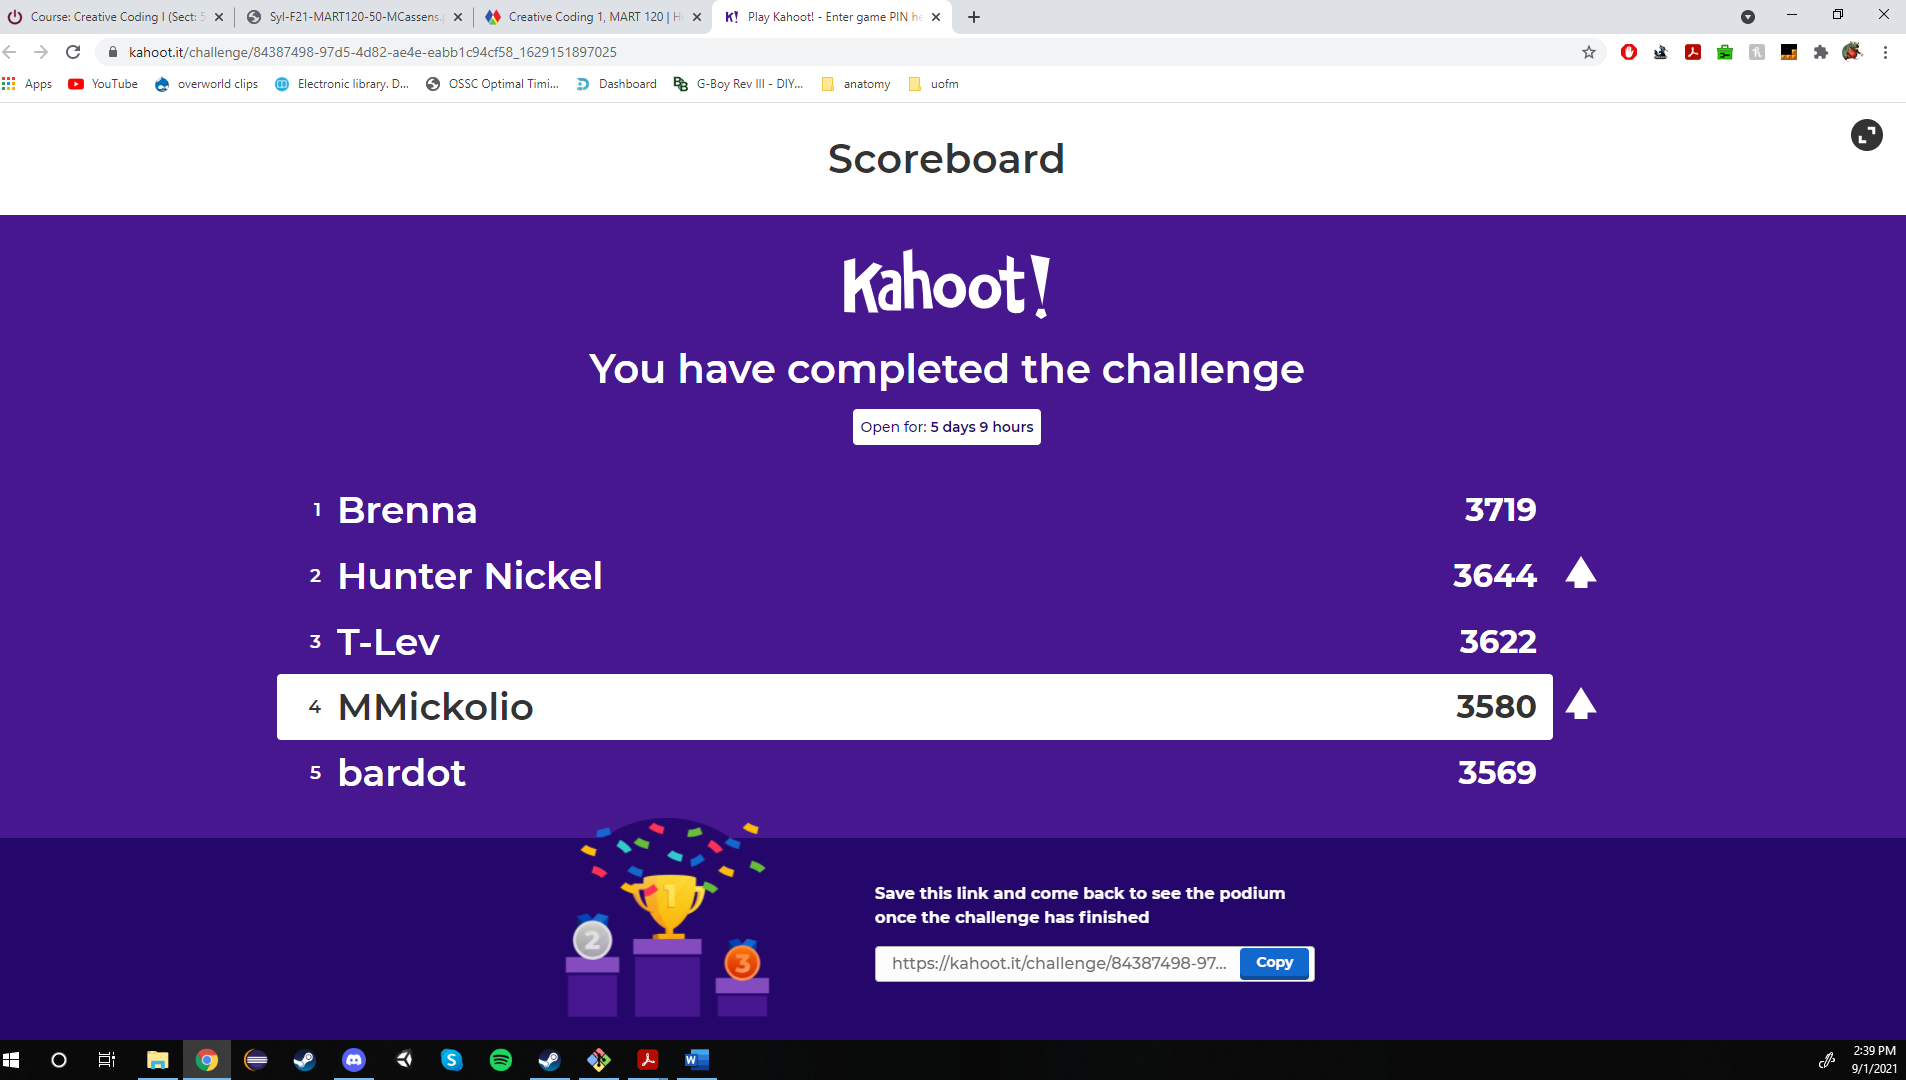 Course: Creative Coding I (Sect: 5
Syl-F21-MART120-50-MCassens.p
Creative Coding 1, MART 120 | H
K! Play Kahoot! - Enter game PIN he
kahoot.it/challenge/84387498-97d5-4d82-ae4e-eabb1c94cf58_1629151897025
Apps YouTube overworld clips Electronic library. D... OSSC Optimal Timi... Dashboard G-Boy Rev III - DIY... anatomy uofm
Scoreboard
Kahoot!
You have completed the challenge
Open for: 5 days 9 hours
1 Brenna 3719
2 Hunter Nickel 3644
3 T-Lev 3622
4 MMickolio 3580
5 bardot 3569
1
2
3
Save this link and come back to see the podium
once the challenge has finished
https://kahoot.it/challenge/84387498-97... Copy
2:39 PM
9/1/2021